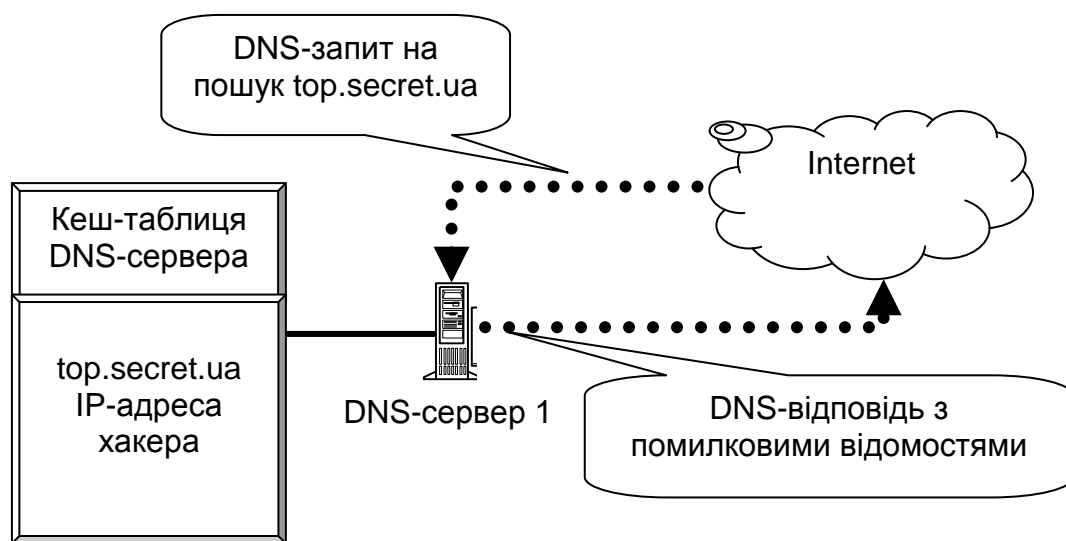 DNS-запит на
пошук top.secret.ua
Internet
Кеш-таблиця
DNS-сервера
top.secret.ua
IP-адреса
хакера
DNS-сервер 1
DNS-відповідь з
помилковими відомостями